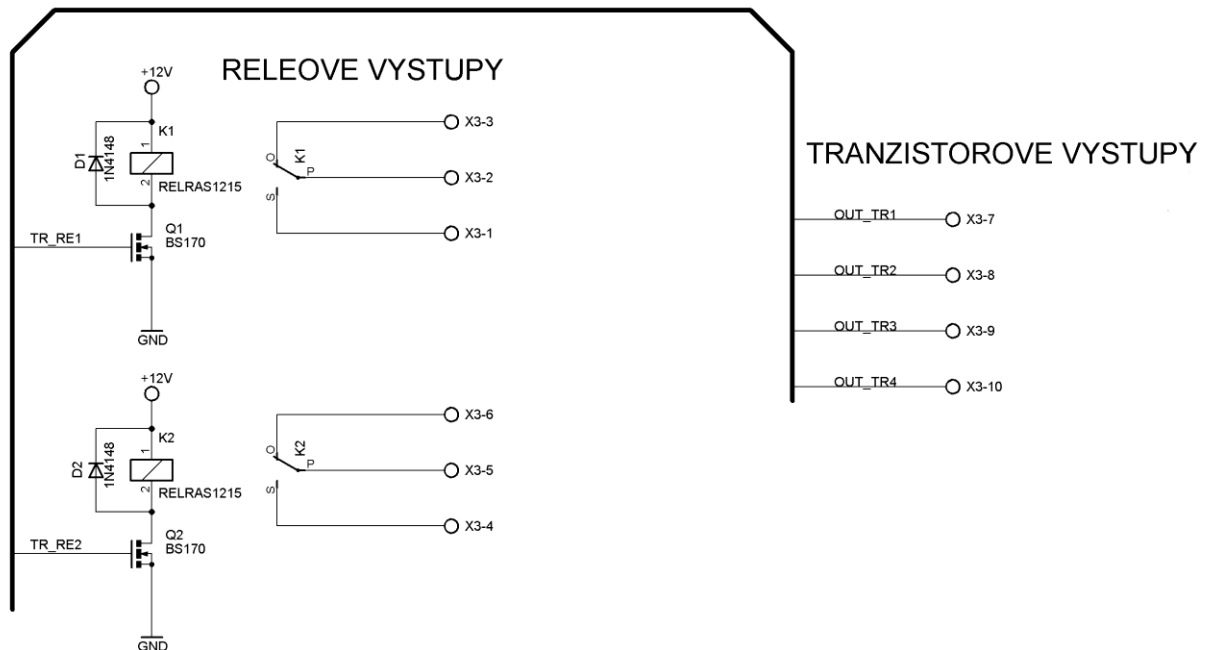 RELEOVE VYSTUPY
+12V
K1
1
D1
1N4148
2
RELRAS1215
Q1
BS170
TR_RE1
GND
O
K1
P
S
X3-3
X3-2
X3-1
+12V
K2
1
D2
1N4148
2
RELRAS1215
Q2
BS170
TR_RE2
GND
O
K2
P
S
X3-6
X3-5
X3-4
TRANZISTOROVE VYSTUPY
OUT_TR1 X3-7
OUT_TR2 X3-8
OUT_TR3 X3-9
OUT_TR4 X3-10